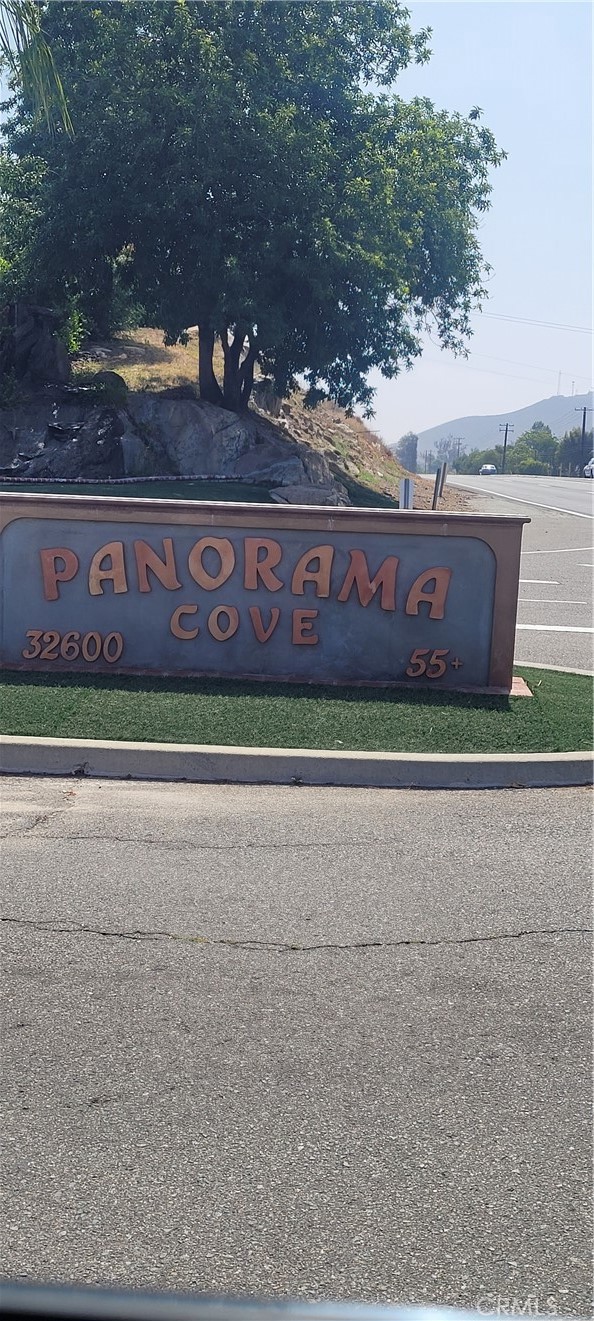 PANORAMA
COVE
32600
55+
CRMLS